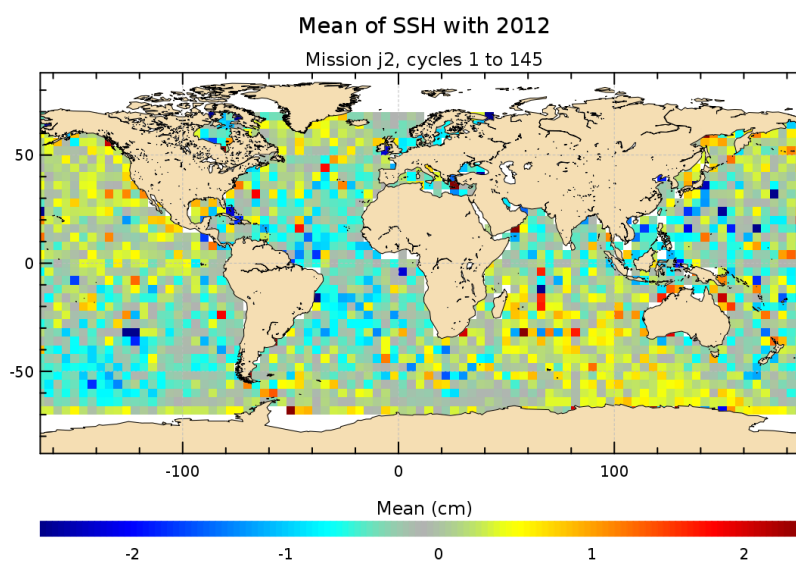 Mean of SSH with 2012
Mission j2, cycles 1 to 145
50
0
-50
-100 0 100
Mean (cm)
-2 -1 0 1 2